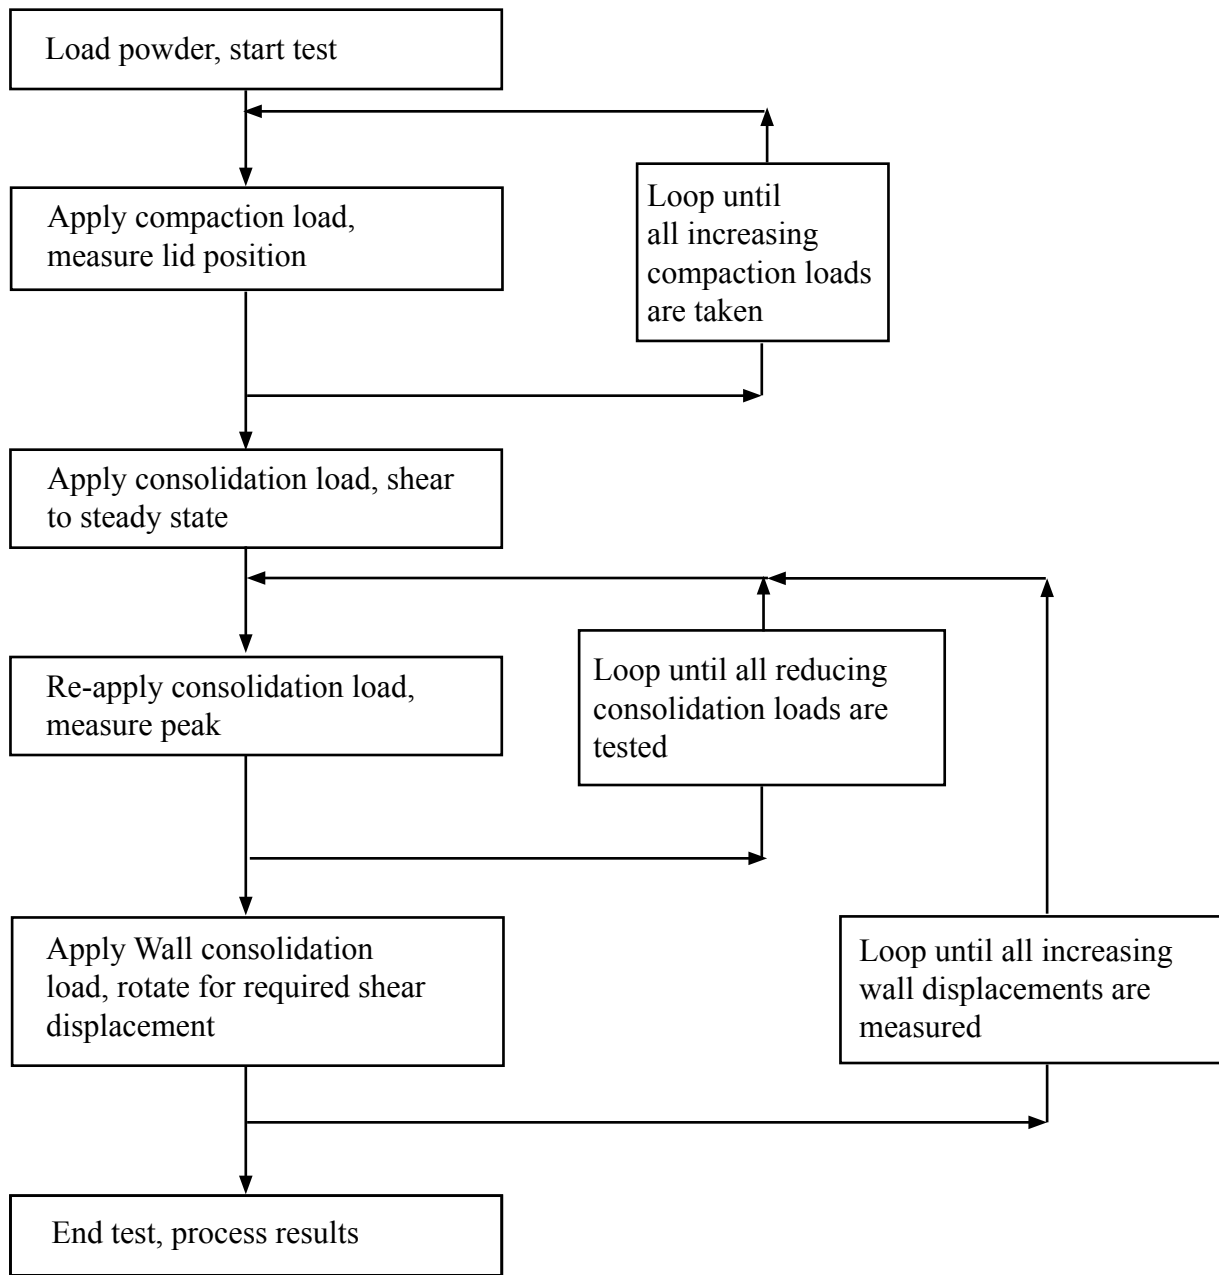 Load powder, start test
Apply compaction load,
measure lid position
Loop until
all increasing
compaction loads
are taken
Apply consolidation load, shear
to steady state
Re-apply consolidation load,
measure peak
Loop until all reducing
consolidation loads are
tested
Apply Wall consolidation
load, rotate for required shear
displacement
Loop until all increasing
wall displacements are
measured
End test, process results